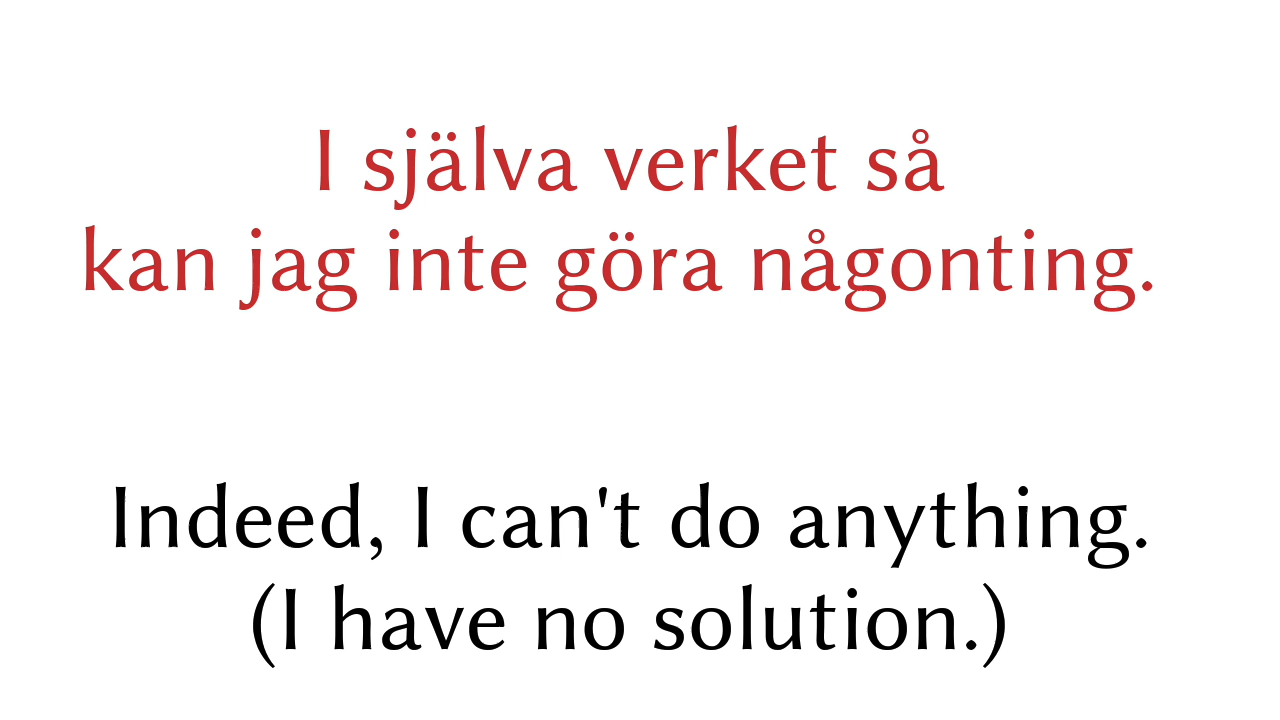 I själva verket så
kan jag inte göra någonting.
Indeed, I can't do anything.
(I have no solution.)